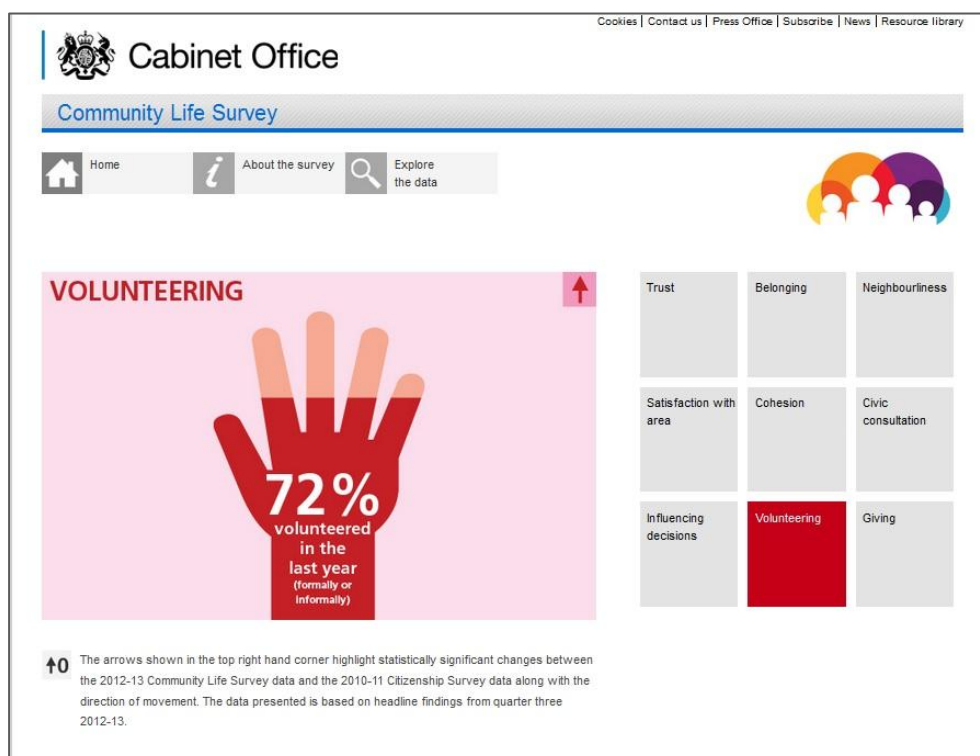 Cookies | Contact us | Press Office | Subscribe | News | Resource library
Cabinet Office
Community Life Survey
Home
About the survey
Explore
the data
VOLUNTEERING
72%
volunteered
in the
last year
(formally or
informally)
Trust
Belonging
Neighbourliness
Satisfaction with
area
Cohesion
Civic
consultation
Influencing
decisions
Volunteering
Giving
↑0
The arrows shown in the top right hand corner highlight statistically significant changes between
the 2012-13 Community Life Survey data and the 2010-11 Citizenship Survey data along with the
direction of movement. The data presented is based on headline findings from quarter three
2012-13.